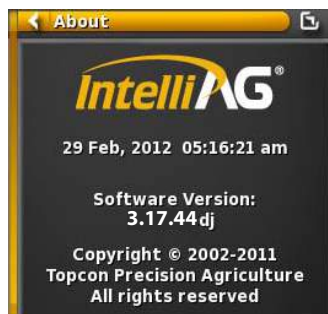 About
IntelliAG®
29 Feb, 2012 05:16:21 am
Software Version:
3.17.44dj
Copyright © 2002-2011
Topcon Precision Agriculture
All rights reserved